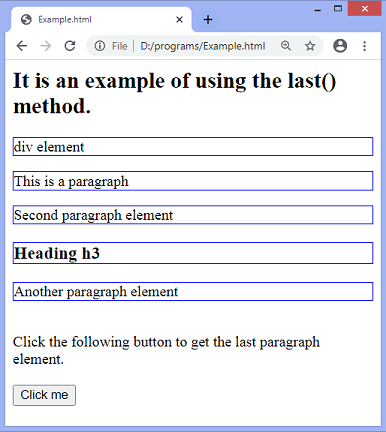 Example.html
File | D:/programs/Example.html
It is an example of using the last()
method.
div element
This is a paragraph
Second paragraph element
Heading h3
Another paragraph element
Click the following button to get the last paragraph
element.
Click me